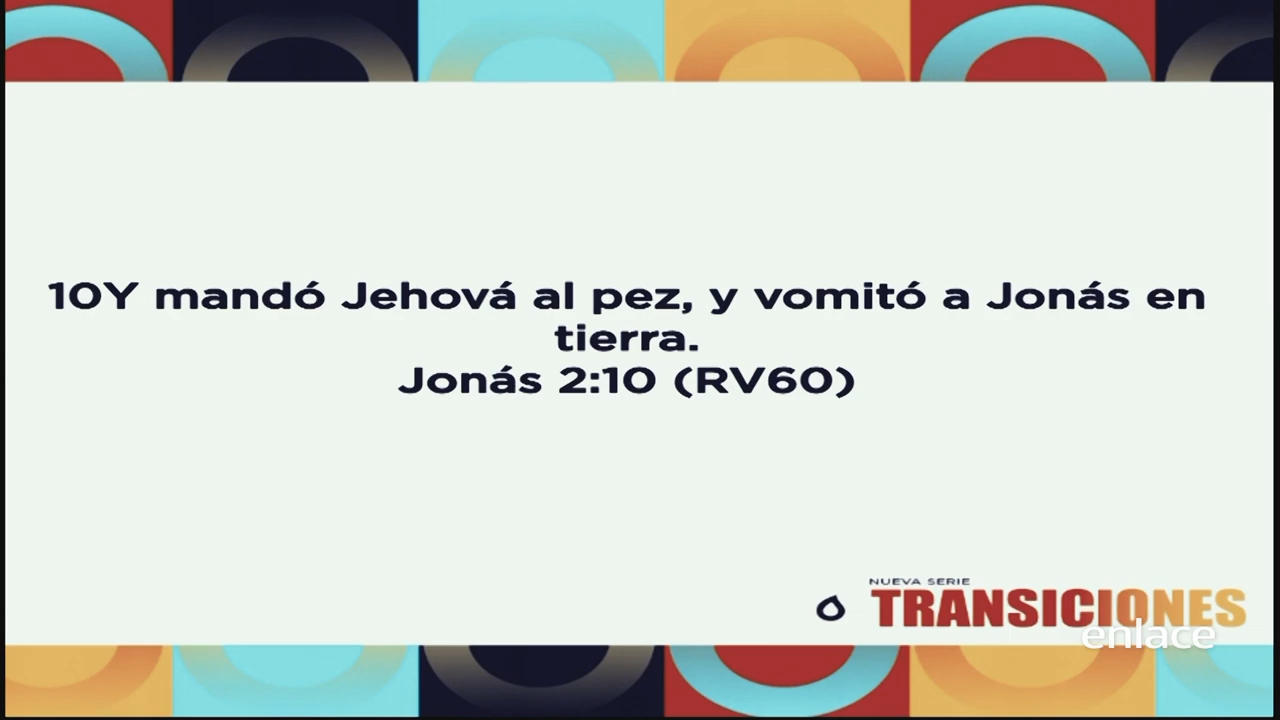 10Y mandó Jehová al pez, y vomitó a Jonás en
tierra.
Jonás 2:10 (RV60)
NUEVA SERIE
TRANSICIONES
enlace